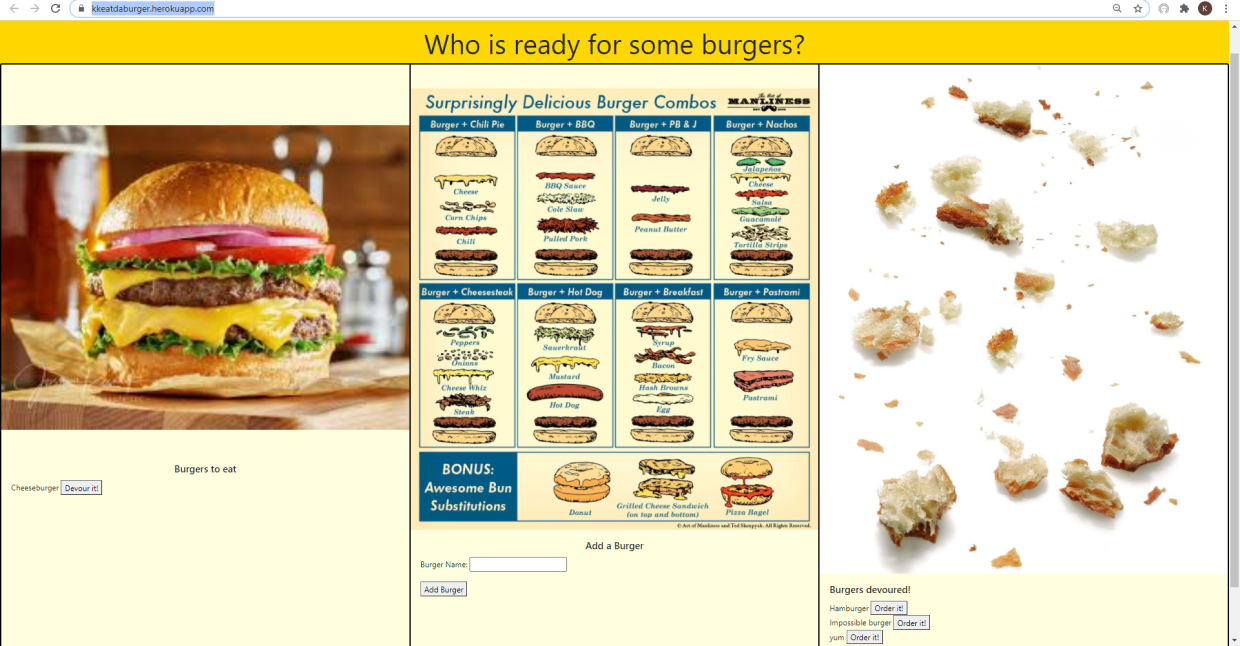 kkeatdaburger.herokuapp.com
K
Who is ready for some burgers?
Burgers to eat
Cheeseburger Devour it!
Surprisingly Delicious Burger Combos
The Art of
MANLINESS
Burger + Chili Pie
Cheese
Corn Chips
Chili
Burger + BBQ
BBQ Sauce
Cole Slaw
Pulled Pork
Burger + PB & J
Jelly
Peanut Butter
Burger + Nachos
Jalapeños
Cheese
Salsa
Guacamole
Tortilla Strips
Burger + Cheesesteak
Peppers
Onions
Cheese Whiz
Steak
Burger + Hot Dog
Sauerkraut
Mustard
Hot Dog
Burger + Breakfast
Syrup
Bacon
Hash Browns
Egg
Burger + Pastrami
Fry Sauce
Pastrami
BONUS:
Awesome Bun
Substitutions
Donut
Grilled Cheese Sandwich
(on top and bottom)
Pizza Bagel
© Art of Manliness and Ted Slampyak. All Rights Reserved.
Add a Burger
Burger Name:
Add Burger
Burgers devoured!
Hamburger Order it!
Impossible burger Order it!
yum Order it!